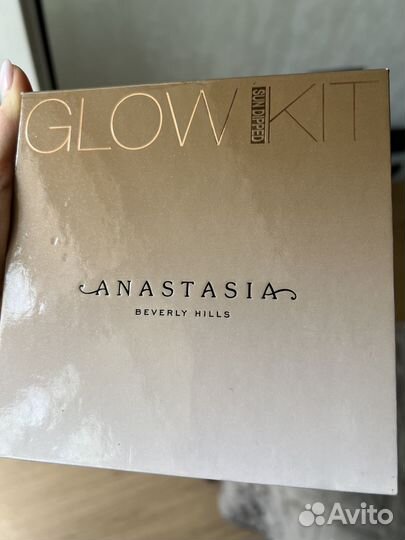 GLOW KIT
SUN DIPPED
ANASTASIA
BEVERLY HILLS
Avito